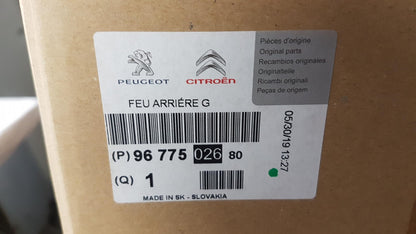 PEUGEOT
CITROËN
Pièces d'origine
Original parts
Recambios originales
Originalteile
Ricambi originali
Peças de origem
FEU ARRIÉRE G
(P) 96 775 026 80
(Q) 1
MADE IN SK - SLOVAKIA
05/30/19 13:27